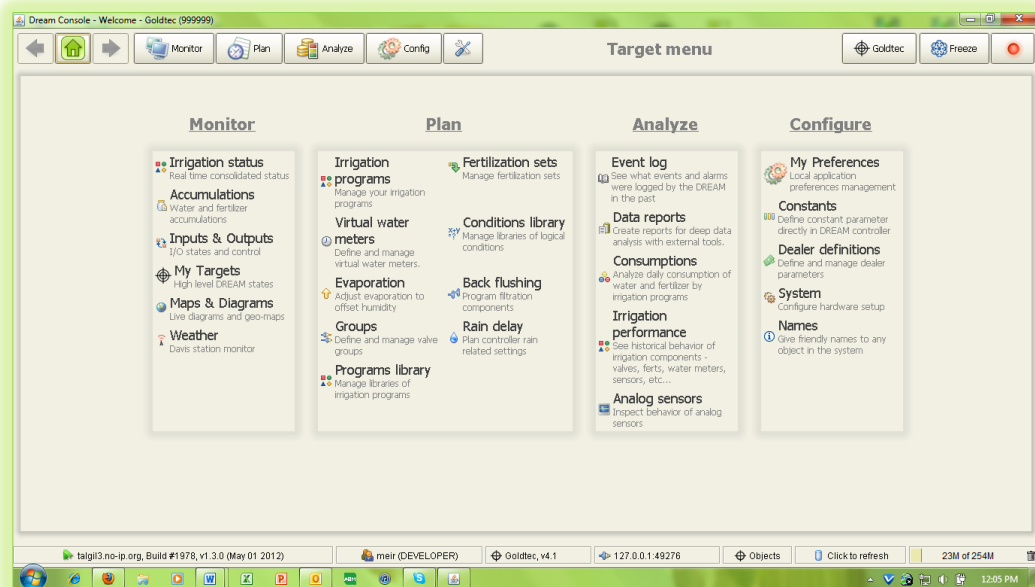 Dream Console - Welcome - Goldtec (999999)
Monitor
Plan
Analyze
Config
Target menu
Goldtec
Freeze
Monitor
Irrigation status
Real time consolidated status
Accumulations
Water and fertilizer
accumulations
Inputs & Outputs
I/O states and control
My Targets
High level DREAM states
Maps & Diagrams
Live diagrams and geo-maps
Weather
Davis station monitor
Plan
Irrigation
programs
Manage your irrigation
programs
Virtual water
meters
Define and manage
virtual water meters.
Evaporation
Adjust evaporation to
offset humidity
Groups
Define and manage valve
groups
Programs library
Manage libraries of
irrigation programs
Fertilization sets
Manage fertilization sets
Conditions library
Manage libraries of logical
conditions
Back flushing
Program filtration
components
Rain delay
Plan controller rain
related settings
Analyze
Event log
See what events and alarms
were logged by the DREAM
in the past
Data reports
Create reports for deep data
analysis with external tools.
Consumptions
Analyze daily consumption of
water and fertilizer by
irrigation programs
Irrigation
performance
See historical behavior of
irrigation components -
valves, ferts, water meters,
sensors, etc...
Analog sensors
Inspect behavior of analog
sensors
Configure
My Preferences
Local application
preferences management
Constants
Define constant parameter
directly in DREAM controller
Dealer definitions
Define and manage dealer
parameters
System
Configure hardware setup
Names
Give friendly names to any
object in the system
talgil3.no-ip.org, Build #1978, v1.3.0 (May 01 2012)
meir (DEVELOPER)
Goldtec, v4.1
127.0.0.1:49276
Objects
Click to refresh
23M of 254M
12:05 PM